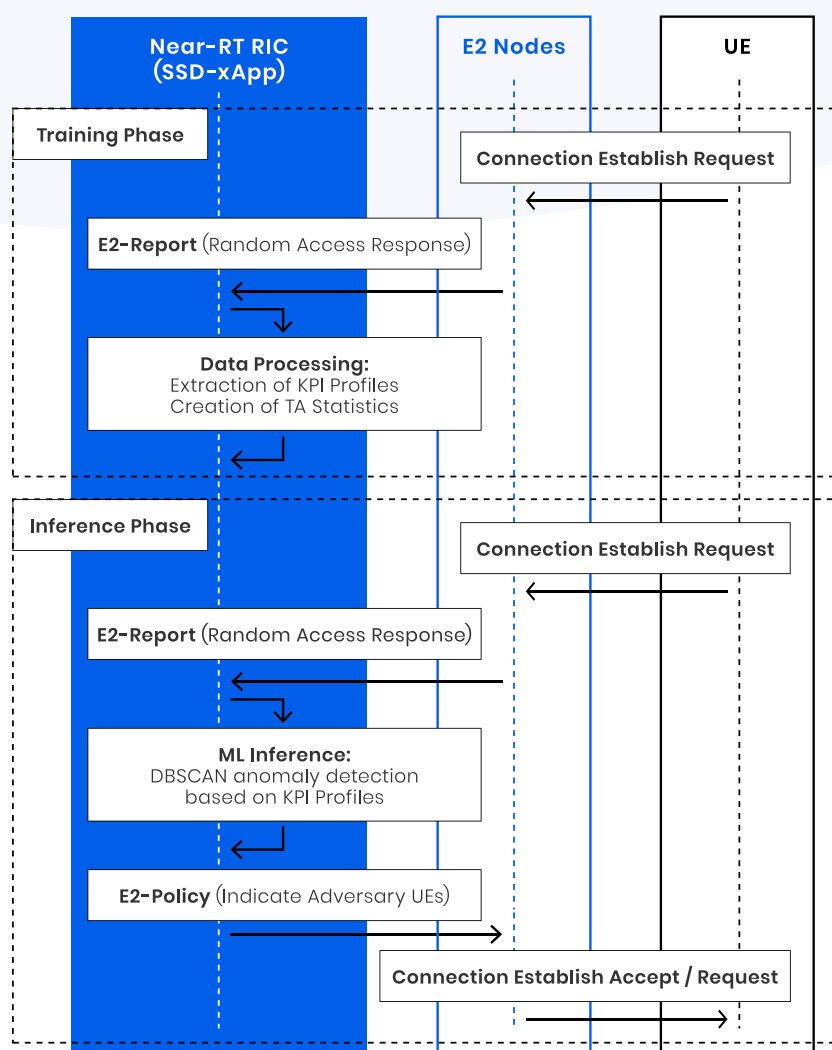 Near-RT RIC
(SSD-xApp)
E2 Nodes
UE
Training Phase
Connection Establish Request
E2-Report (Random Access Response)
Data Processing:
Extraction of KPI Profiles
Creation of TA Statistics
Inference Phase
Connection Establish Request
E2-Report (Random Access Response)
ML Inference:
DBSCAN anomaly detection
based on KPI Profiles
E2-Policy (Indicate Adversary UEs)
Connection Establish Accept / Request